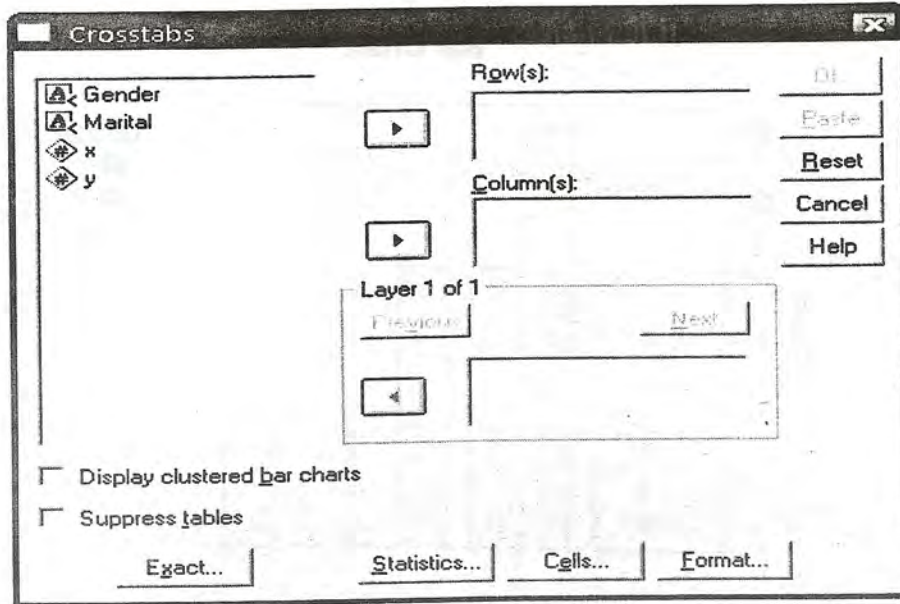 Crosstabs
Gender
Marital
x
y
Row(s):
Column(s):
Layer 1 of 1
Previous
Next
Paste
Reset
Cancel
Help
Display clustered bar charts
Suppress tables
Exact...
Statistics...
Cells...
Format...